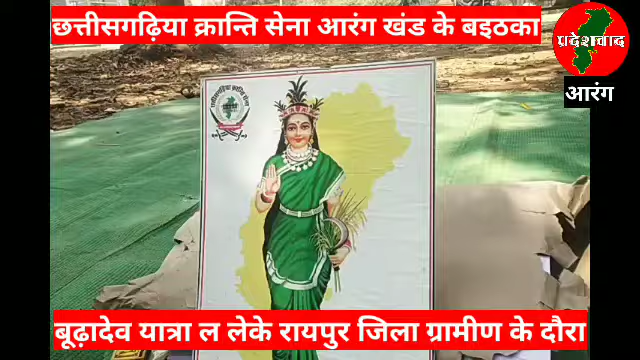 छत्तीसगढ़िया क्रान्ति सेना आरंग खंड के बइठका
प्रदेशवाद
आरंग
बूढ़ादेव यात्रा ल लेके रायपुर जिला ग्रामीण के दौरा